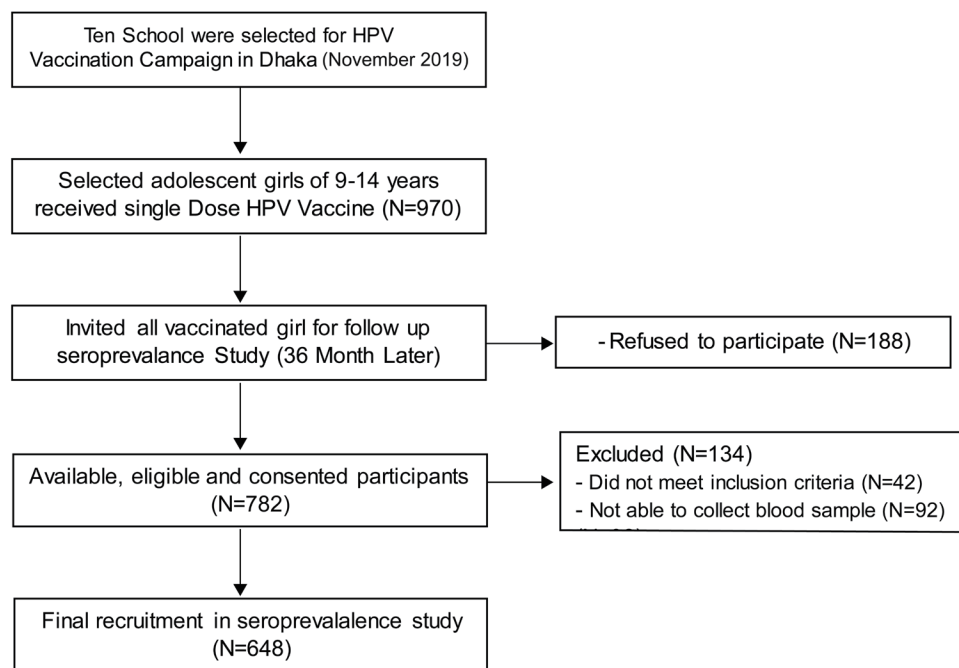 Ten School were selected for HPV
Vaccination Campaign in Dhaka (November 2019)
Selected adolescent girls of 9-14 years
received single Dose HPV Vaccine (N=970)
Invited all vaccinated girl for follow up
seroprevalance Study (36 Month Later)
- Refused to participate (N=188)
Available, eligible and consented participants
(N=782)
Excluded (N=134)
- Did not meet inclusion criteria (N=42)
- Not able to collect blood sample (N=92)
Final recruitment in seroprevalalence study
(N=648)